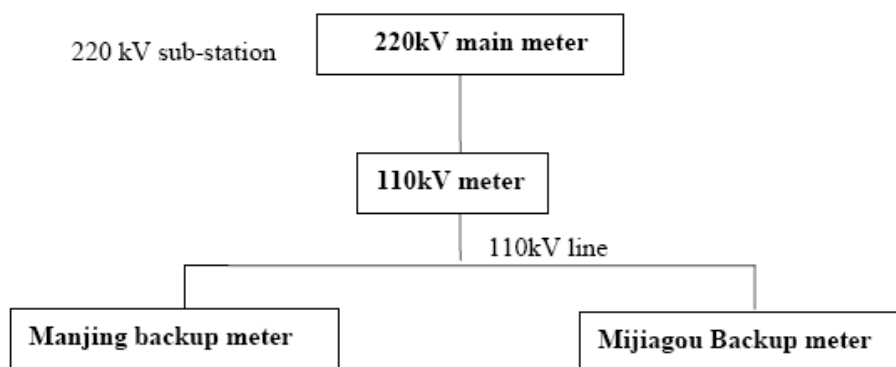 220kV main meter
220 kV sub-station
110kV meter
110kV line
Manjing backup meter
Mijiagou Backup meter